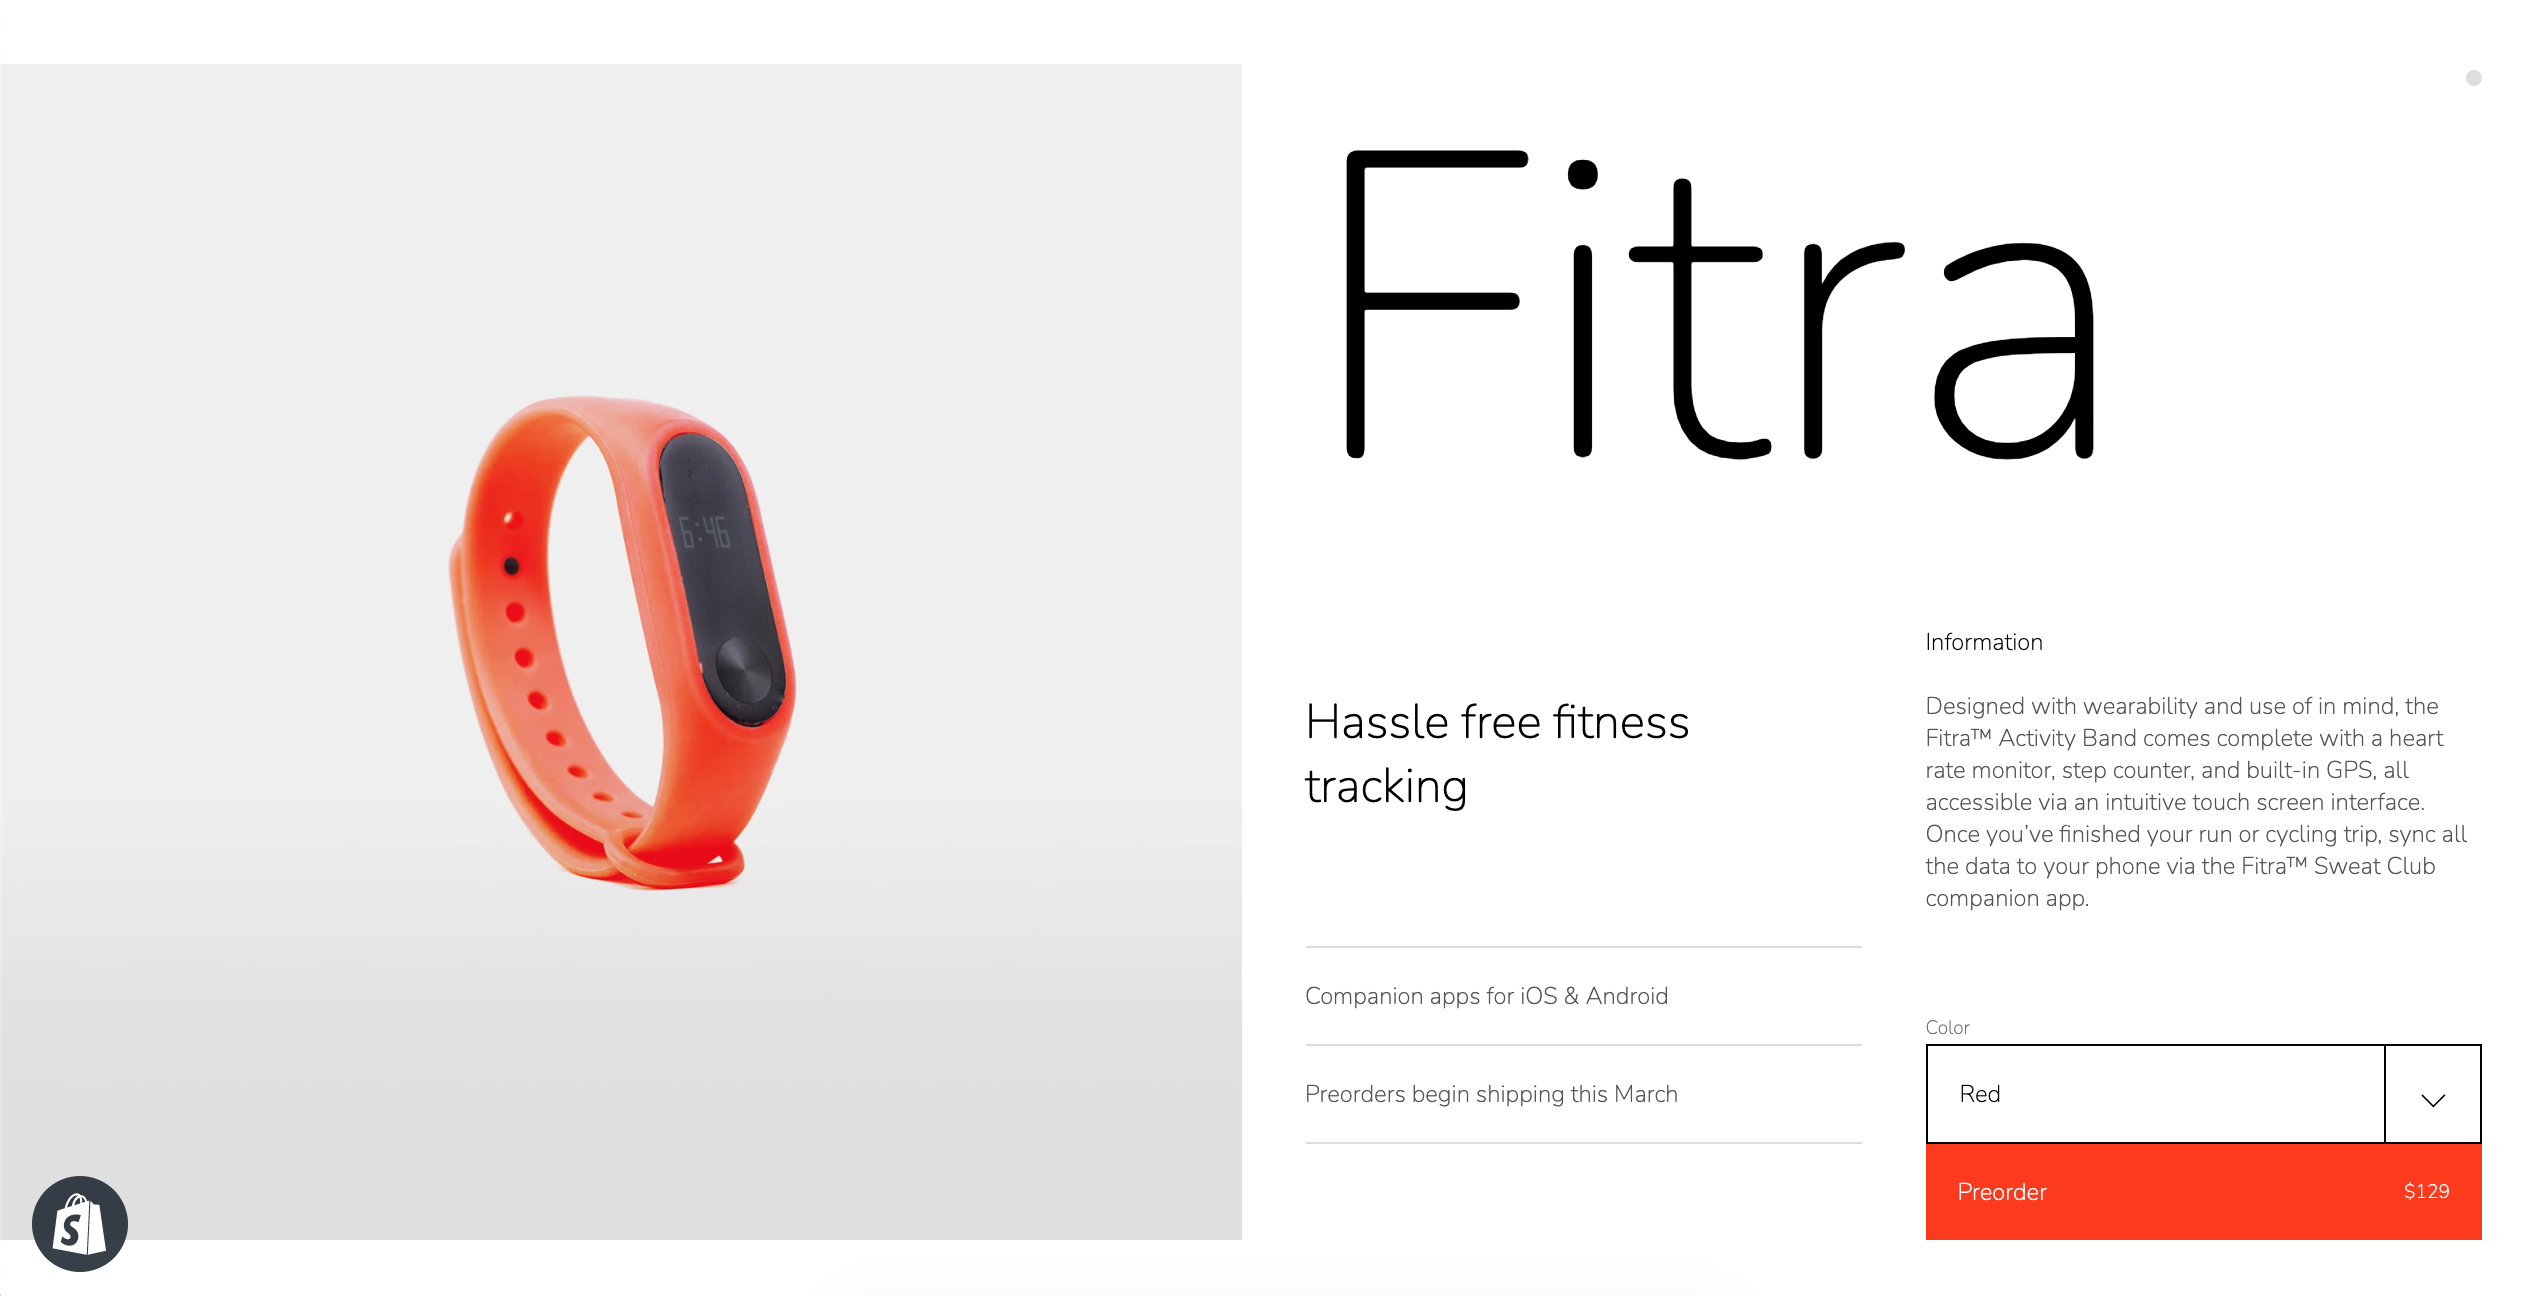 Fitra
6:46
Hassle free fitness
tracking
Companion apps for iOS & Android
Preorders begin shipping this March
Information
Designed with wearability and use of in mind, the
Fitra™ Activity Band comes complete with a heart
rate monitor, step counter, and built-in GPS, all
accessible via an intuitive touch screen interface.
Once you’ve finished your run or cycling trip, sync all
the data to your phone via the Fitra™ Sweat Club
companion app.
Color
Red
Preorder $129
S